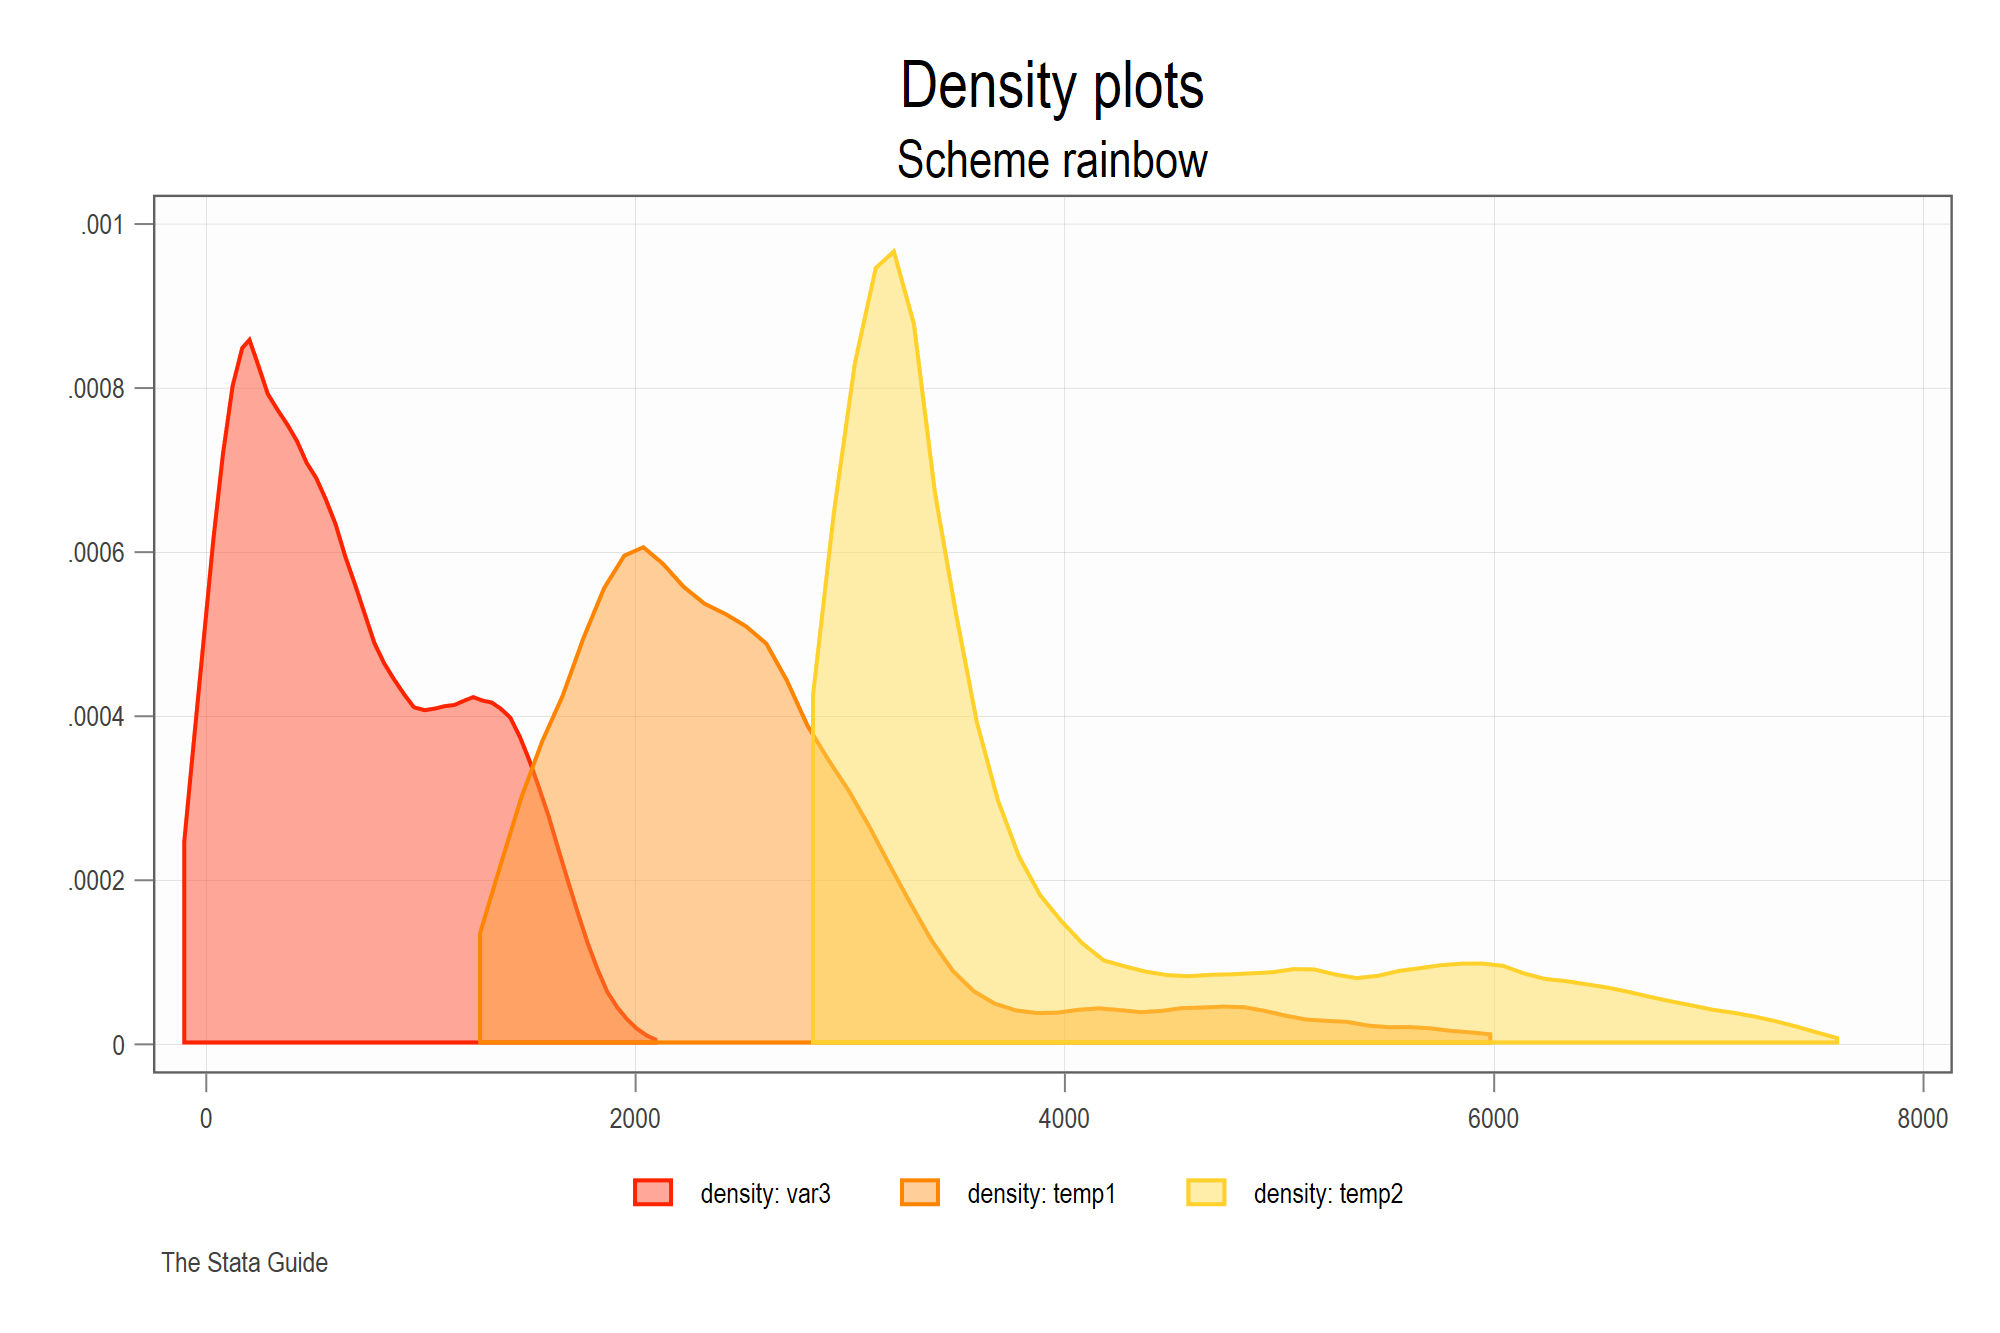 Density plots
Scheme rainbow
.001
.0008
.0006
.0004
.0002
0
0 2000 4000 6000 8000
density: var3 density: temp1 density: temp2
The Stata Guide